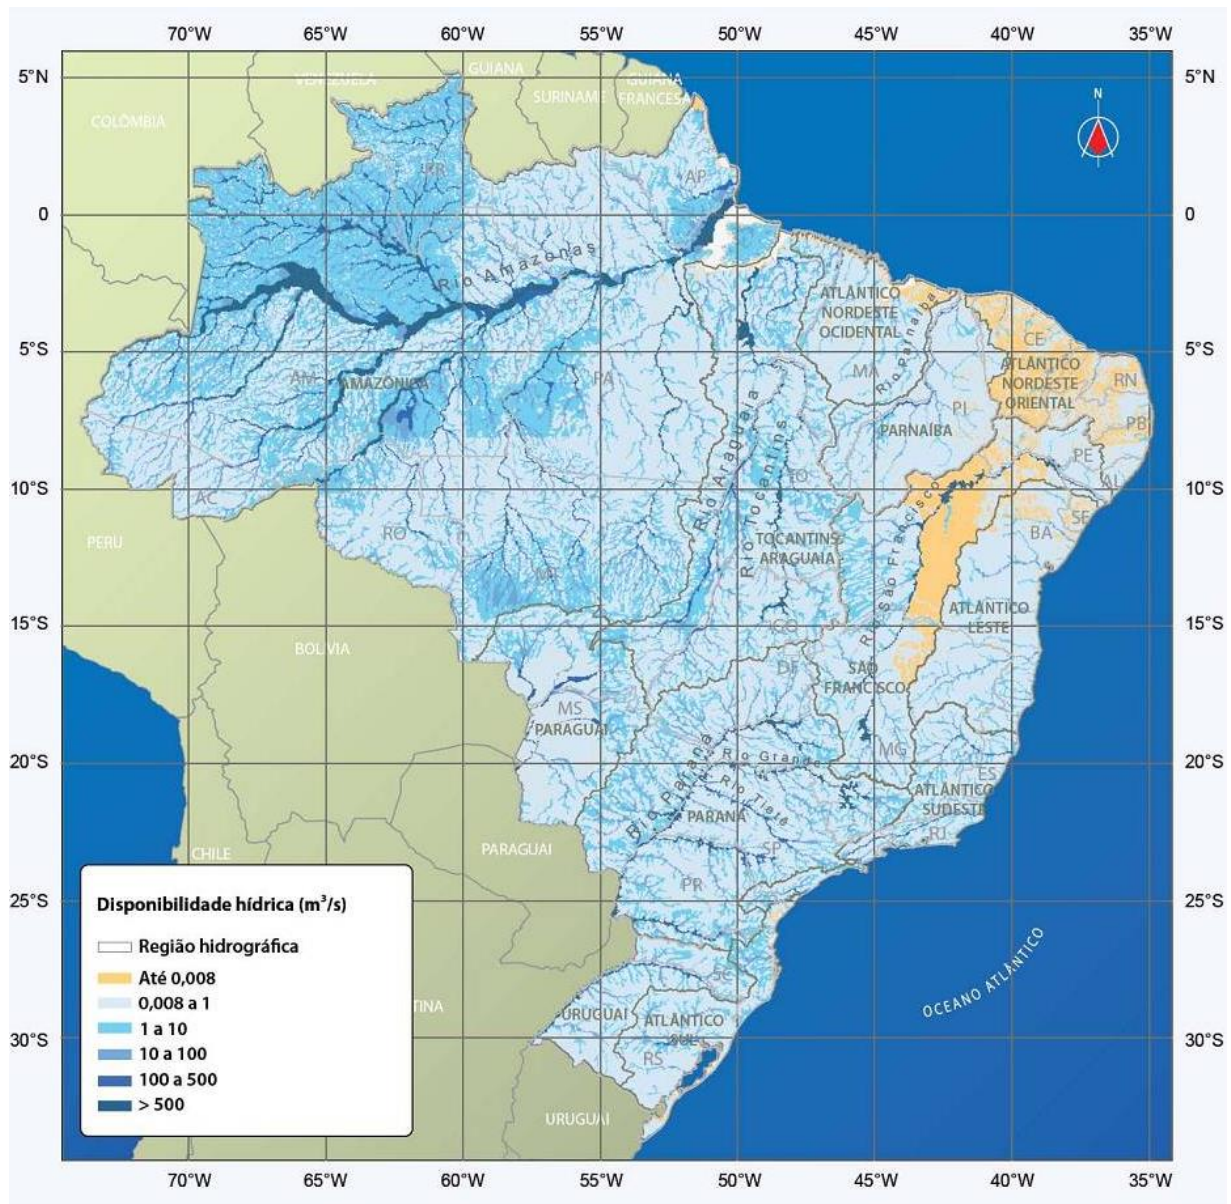 70°W 65°W 60°W 55°W 50°W 45°W 40°W 35°W
5°N
5°N
VENEZUELA
GUIANA
SURINAME
GUIANA
FRANCESA
COLÔMBIA
N
RR
AP
0
0
Rio Amazonas
ATLÂNTICO
NORDESTE
OCIDENTAL
Rio Parnaíba
CE
5°S
5°S
AM
AMAZÔNICA
PA
MA
ATLÂNTICO
NORDESTE
ORIENTAL
RN
PI
PARNAÍBA
PB
PE
Rio Araguaia
Rio Tocantins
TO
AL
10°S
10°S
AC
SE
BA
PERU
RO
TOCANTINS
ARAGUAIA
Rio São Francisco
MT
ATLÂNTICO
LESTE
15°S
15°S
GO
BOLÍVIA
DF
SÃO
FRANCISCO
MS
PARAGUAI
MG
Rio Grande
20°S
20°S
ES
Rio Paraná
Rio Tietê
ATLÂNTICO
SUDESTE
PARANÁ
RJ
CHILE
PARAGUAI
SP
PR
25°S
25°S
Disponibilidade hídrica (m³/s)
Região hidrográfica
Até 0,008
0,008 a 1
1 a 10
10 a 100
100 a 500
> 500
SC
OCEANO ATLÂNTICO
TINA
URUGUAI
ATLÂNTICO
SUL
30°S
30°S
RS
URUGUAI
70°W 65°W 60°W 55°W 50°W 45°W 40°W 35°W